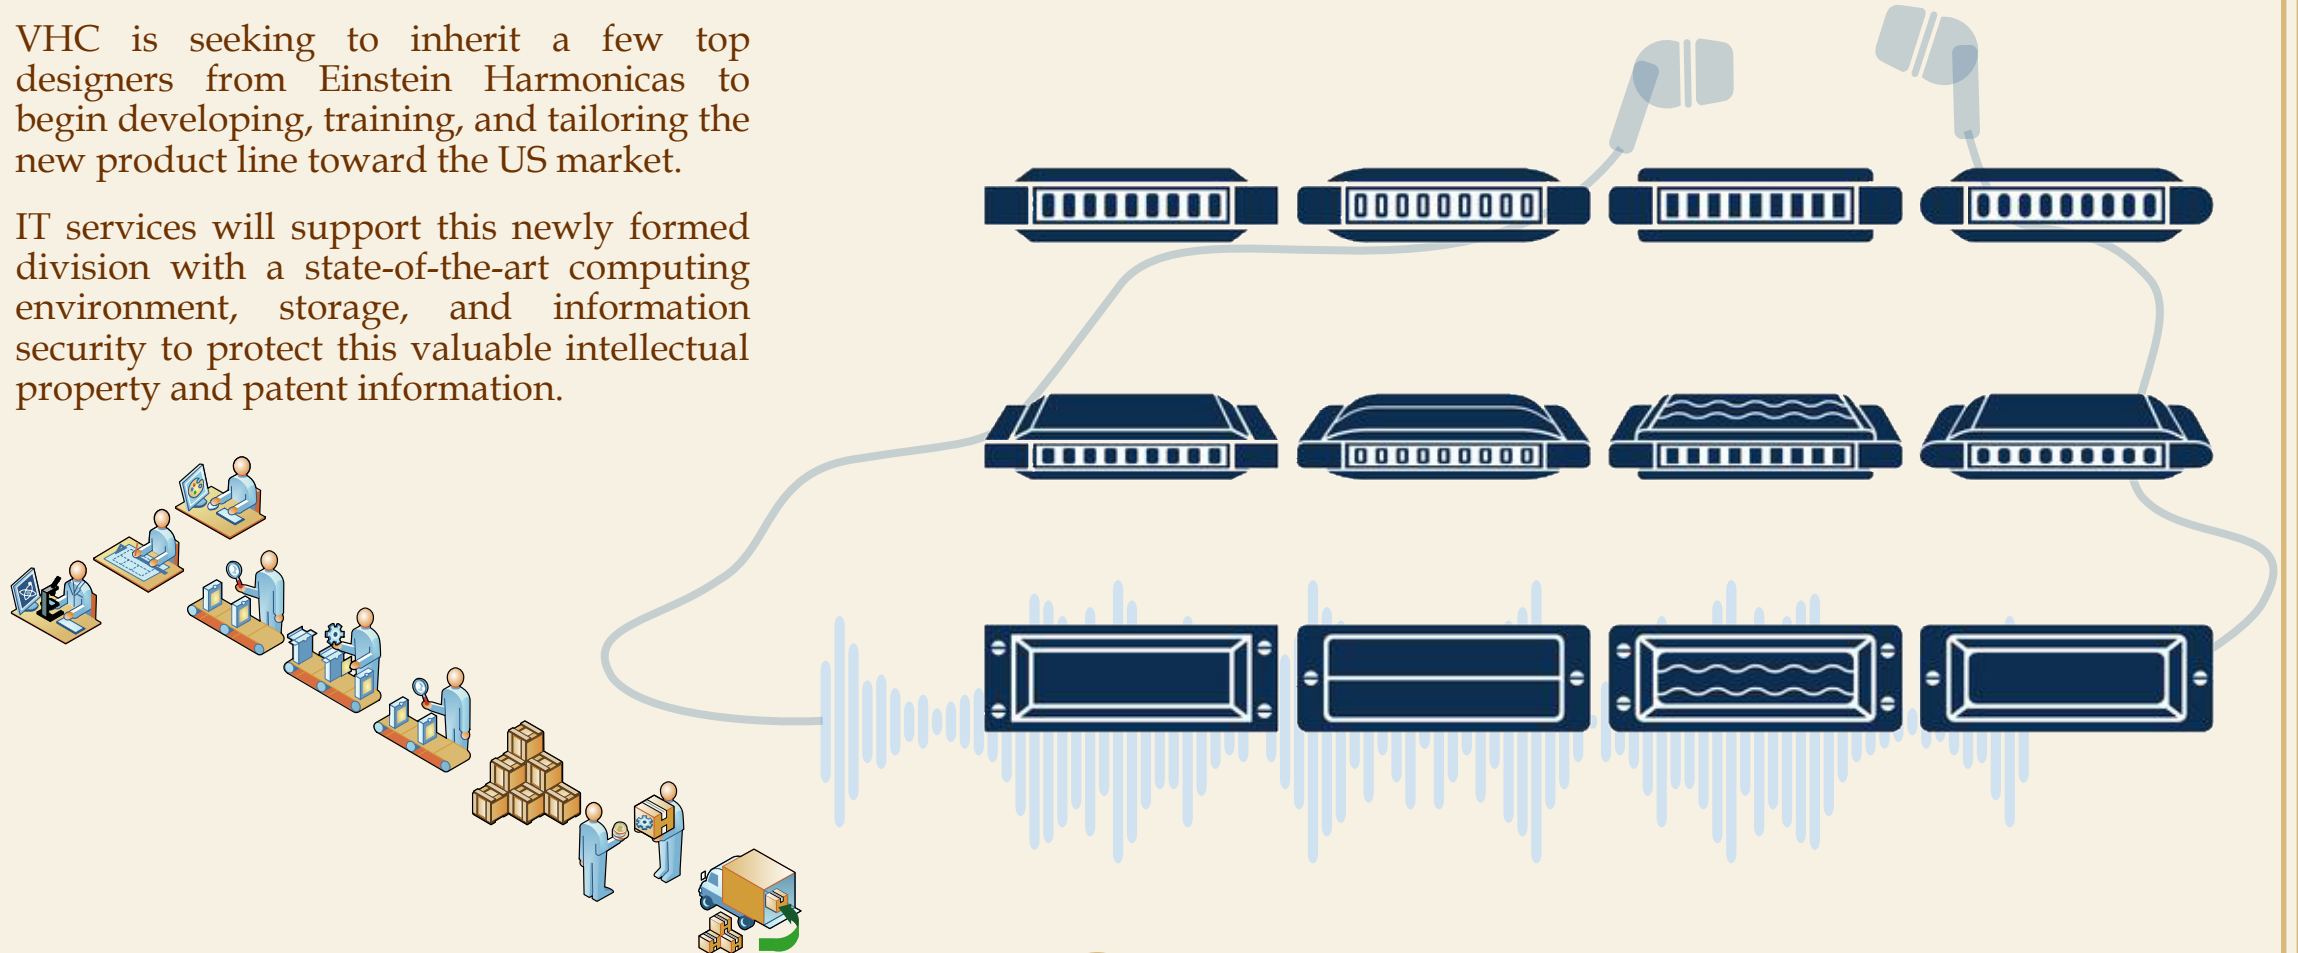 VHC is seeking to inherit a few top
designers from Einstein Harmonicas to
begin developing, training, and tailoring the
new product line toward the US market.
IT services will support this newly formed
division with a state-of-the-art computing
environment, storage, and information
security to protect this valuable intellectual
property and patent information.